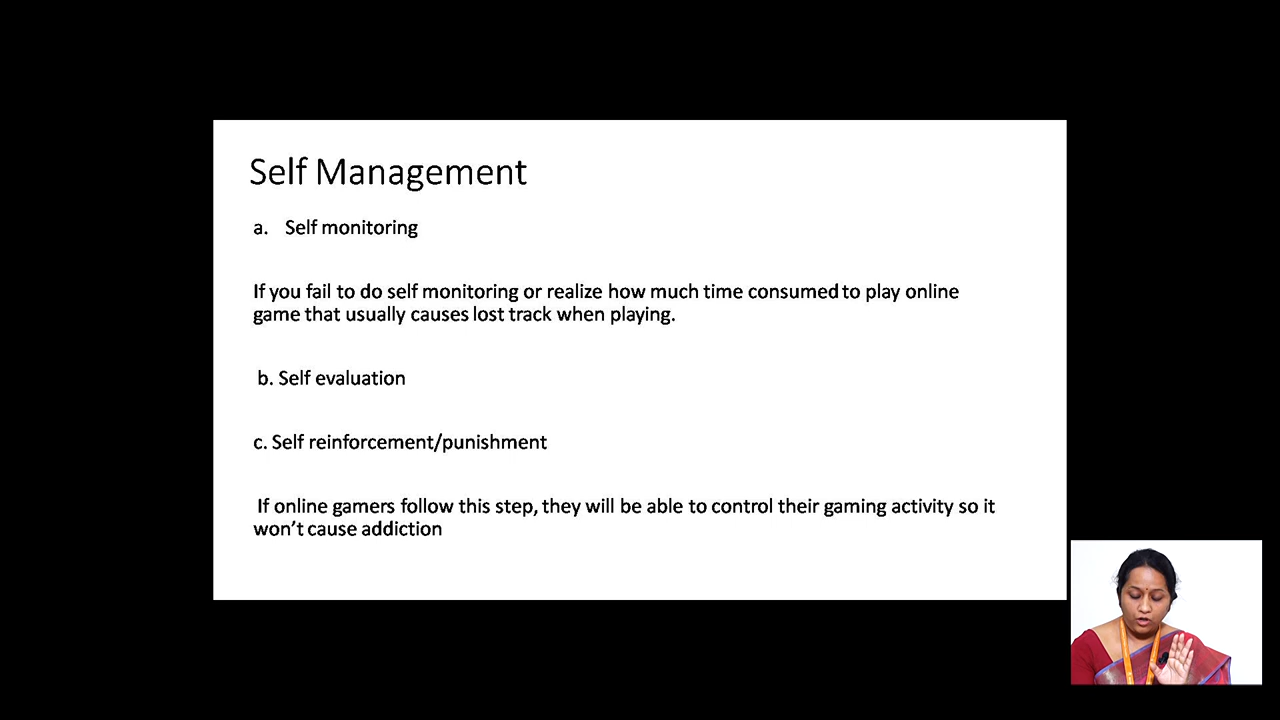 Self Management
a. Self monitoring
If you fail to do self monitoring or realize how much time consumed to play online
game that usually causes lost track when playing.
b. Self evaluation
c. Self reinforcement/punishment
If online gamers follow this step, they will be able to control their gaming activity so it
won't cause addiction